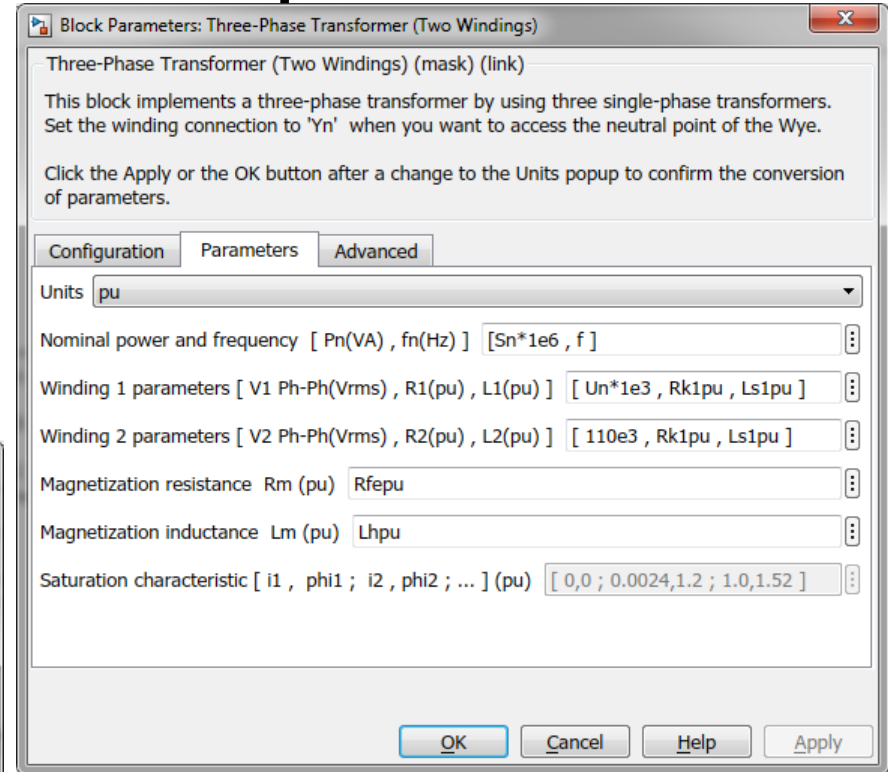 Block Parameters: Three-Phase Transformer (Two Windings)
Three-Phase Transformer (Two Windings) (mask) (link)
This block implements a three-phase transformer by using three single-phase transformers.
Set the winding connection to 'Yn' when you want to access the neutral point of the Wye.
Click the Apply or the OK button after a change to the Units popup to confirm the conversion
of parameters.
Configuration Parameters Advanced
Units pu
Nominal power and frequency [ Pn(VA) , fn(Hz) ] [Sn*1e6 , f ]
Winding 1 parameters [ V1 Ph-Ph(Vrms) , R1(pu) , L1(pu) ] [ Un*1e3 , Rk1pu , Ls1pu ]
Winding 2 parameters [ V2 Ph-Ph(Vrms) , R2(pu) , L2(pu) ] [ 110e3 , Rk1pu , Ls1pu ]
Magnetization resistance Rm (pu) Rfepu
Magnetization inductance Lm (pu) Lhpu
Saturation characteristic [ i1 , phi1 ; i2 , phi2 ; ... ] (pu) [ 0,0 ; 0.0024,1.2 ; 1.0,1.52 ]
OK Cancel Help Apply